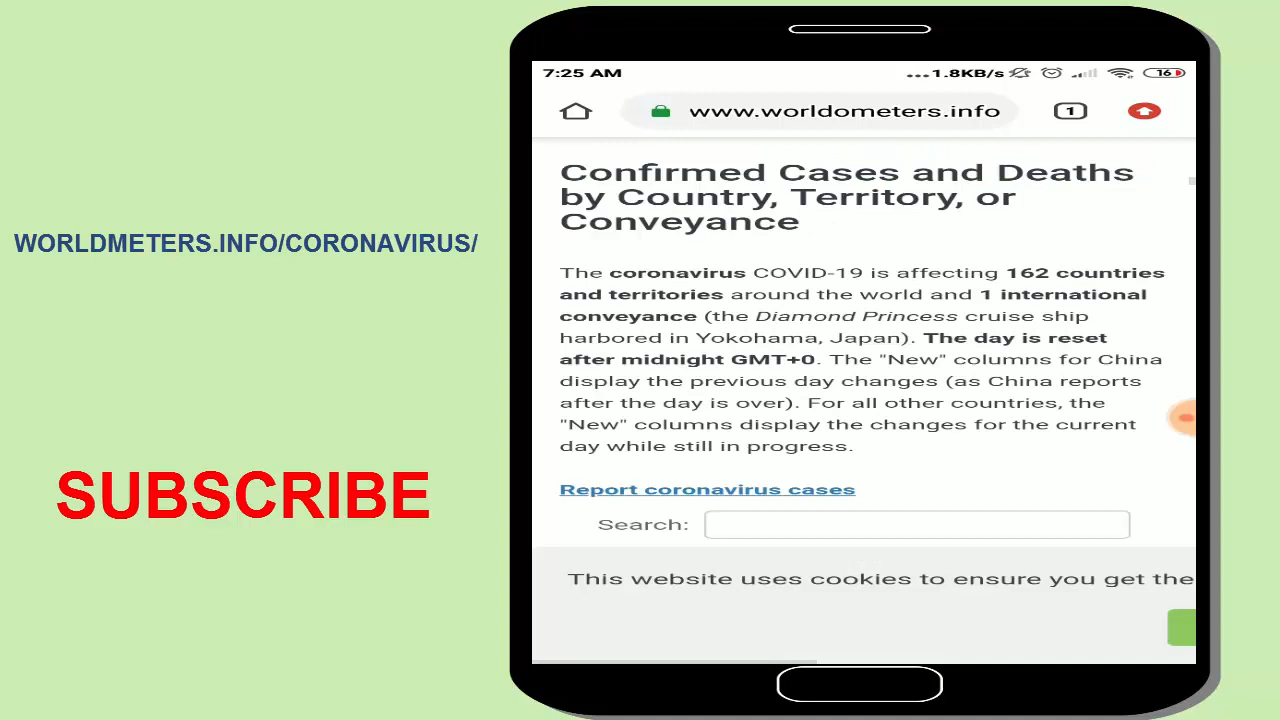 WORLDMETERS.INFO/CORONAVIRUS/
SUBSCRIBE
7:25 AM
...1.8KB/s
16
www.worldometers.info
1
Confirmed Cases and Deaths
by Country, Territory, or
Conveyance
The coronavirus COVID-19 is affecting 162 countries
and territories around the world and 1 international
conveyance (the Diamond Princess cruise ship
harbored in Yokohama, Japan). The day is reset
after midnight GMT+0. The "New" columns for China
display the previous day changes (as China reports
after the day is over). For all other countries, the
"New" columns display the changes for the current
day while still in progress.
Report coronavirus cases
Search:
This website uses cookies to ensure you get the